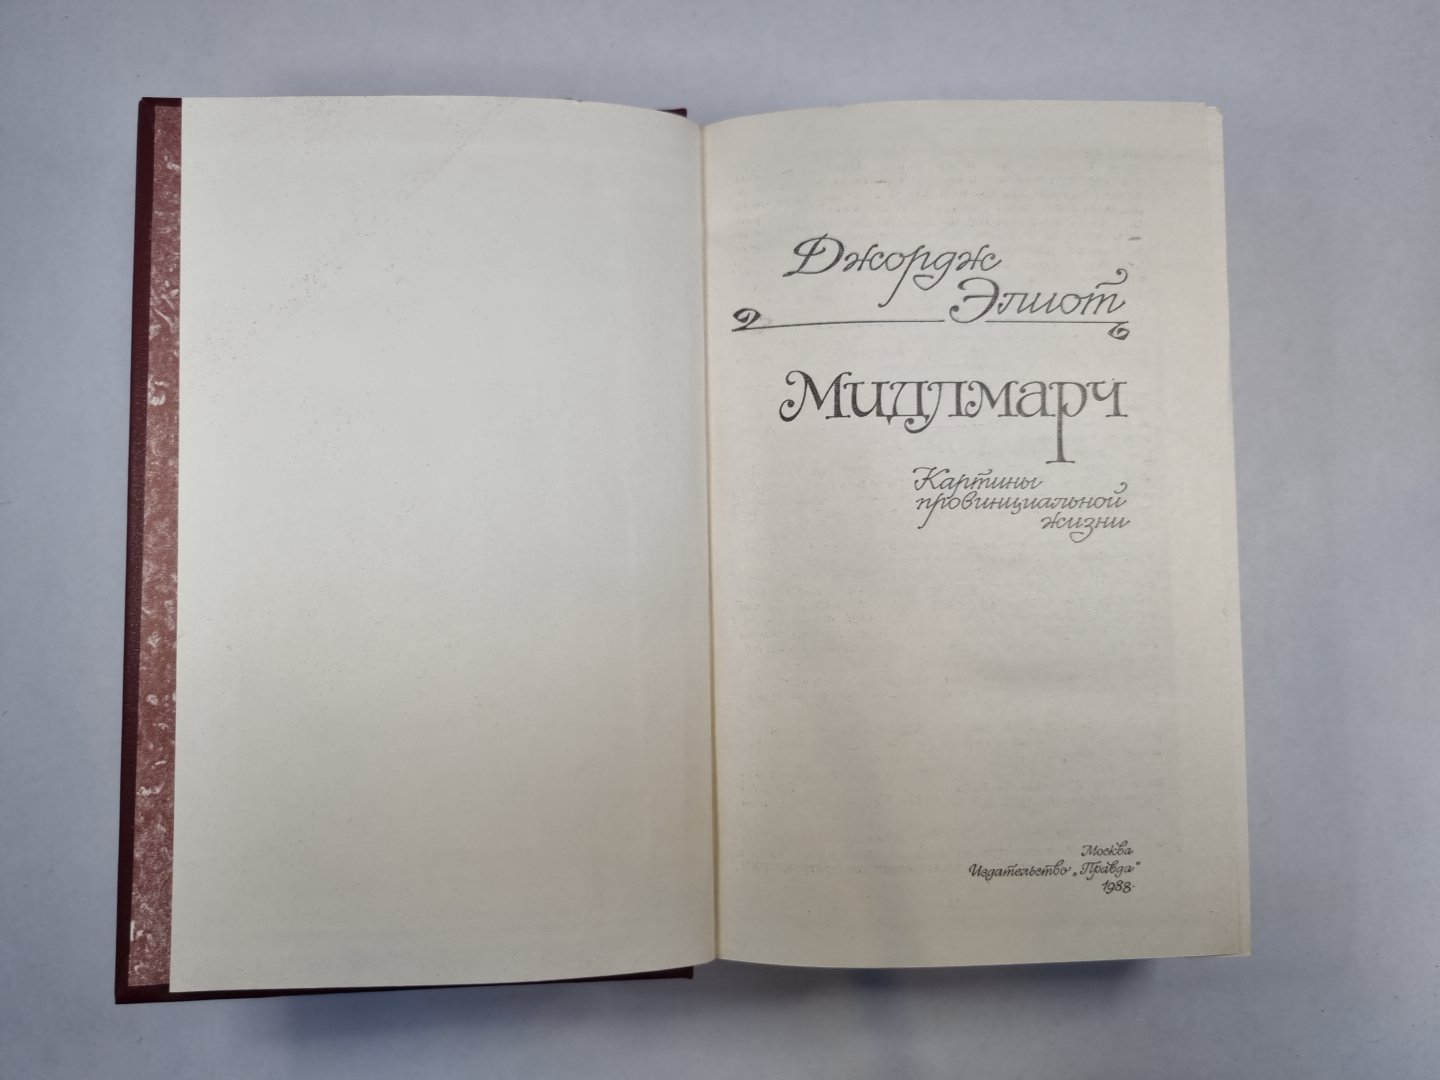 Джордж
Элиот
Мидлмарч
Картины
провинциальной
жизни
Москва
Издательство „Правда“
1988